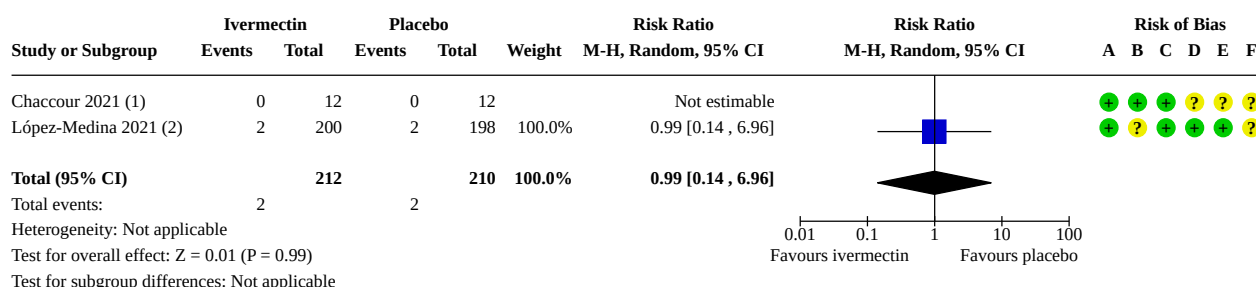 Ivermectin Placebo Risk Ratio Risk Ratio Risk of Bias
Study or Subgroup Events Total Events Total Weight M-H, Random, 95% CI M-H, Random, 95% CI A B C D E F
Chaccour 2021 (1) 0 12 0 12 Not estimable + + + ? ? ?
López-Medina 2021 (2) 2 200 2 198 100.0% 0.99 [0.14 , 6.96] + ? + + + ?
Total (95% CI) 212 210 100.0% 0.99 [0.14 , 6.96]
Total events: 2 2
Heterogeneity: Not applicable
0.01 0.1 1 10 100
Test for overall effect: Z = 0.01 (P = 0.99) Favours ivermectin Favours placebo
Test for subgroup differences: Not applicable